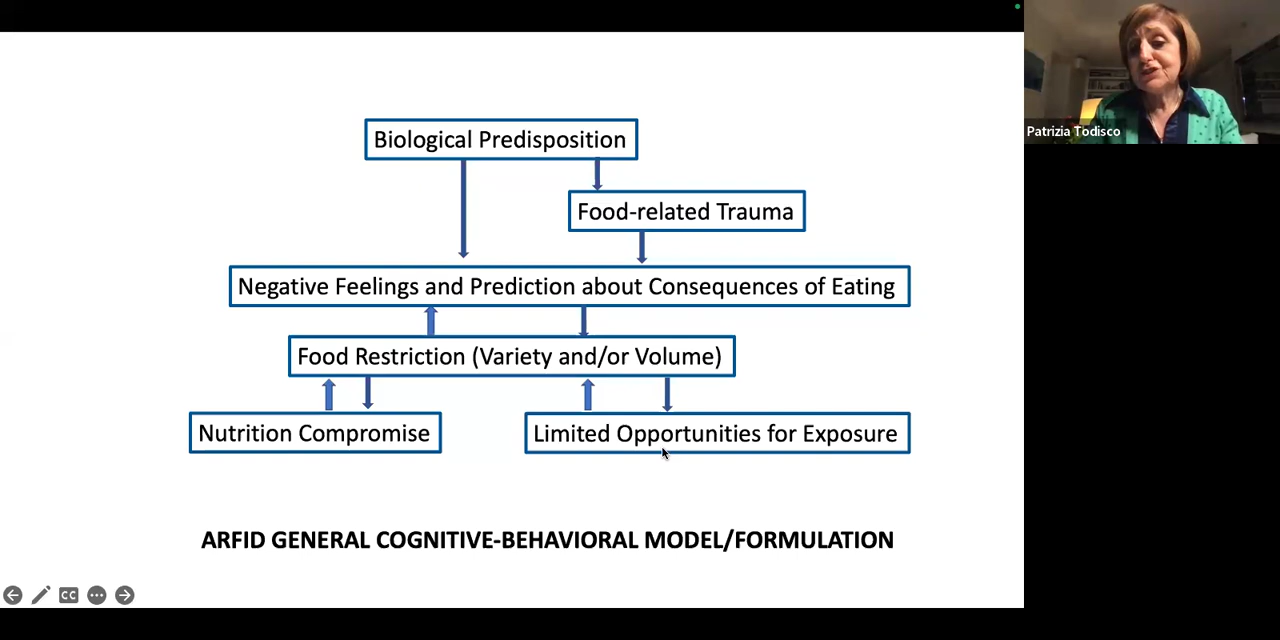 Biological Predisposition
Patrizia Todisco
Food-related Trauma
Negative Feelings and Prediction about Consequences of Eating
Food Restriction (Variety and/or Volume)
Nutrition Compromise
Limited Opportunities for Exposure
ARFID GENERAL COGNITIVE-BEHAVIORAL MODEL/FORMULATION
CC